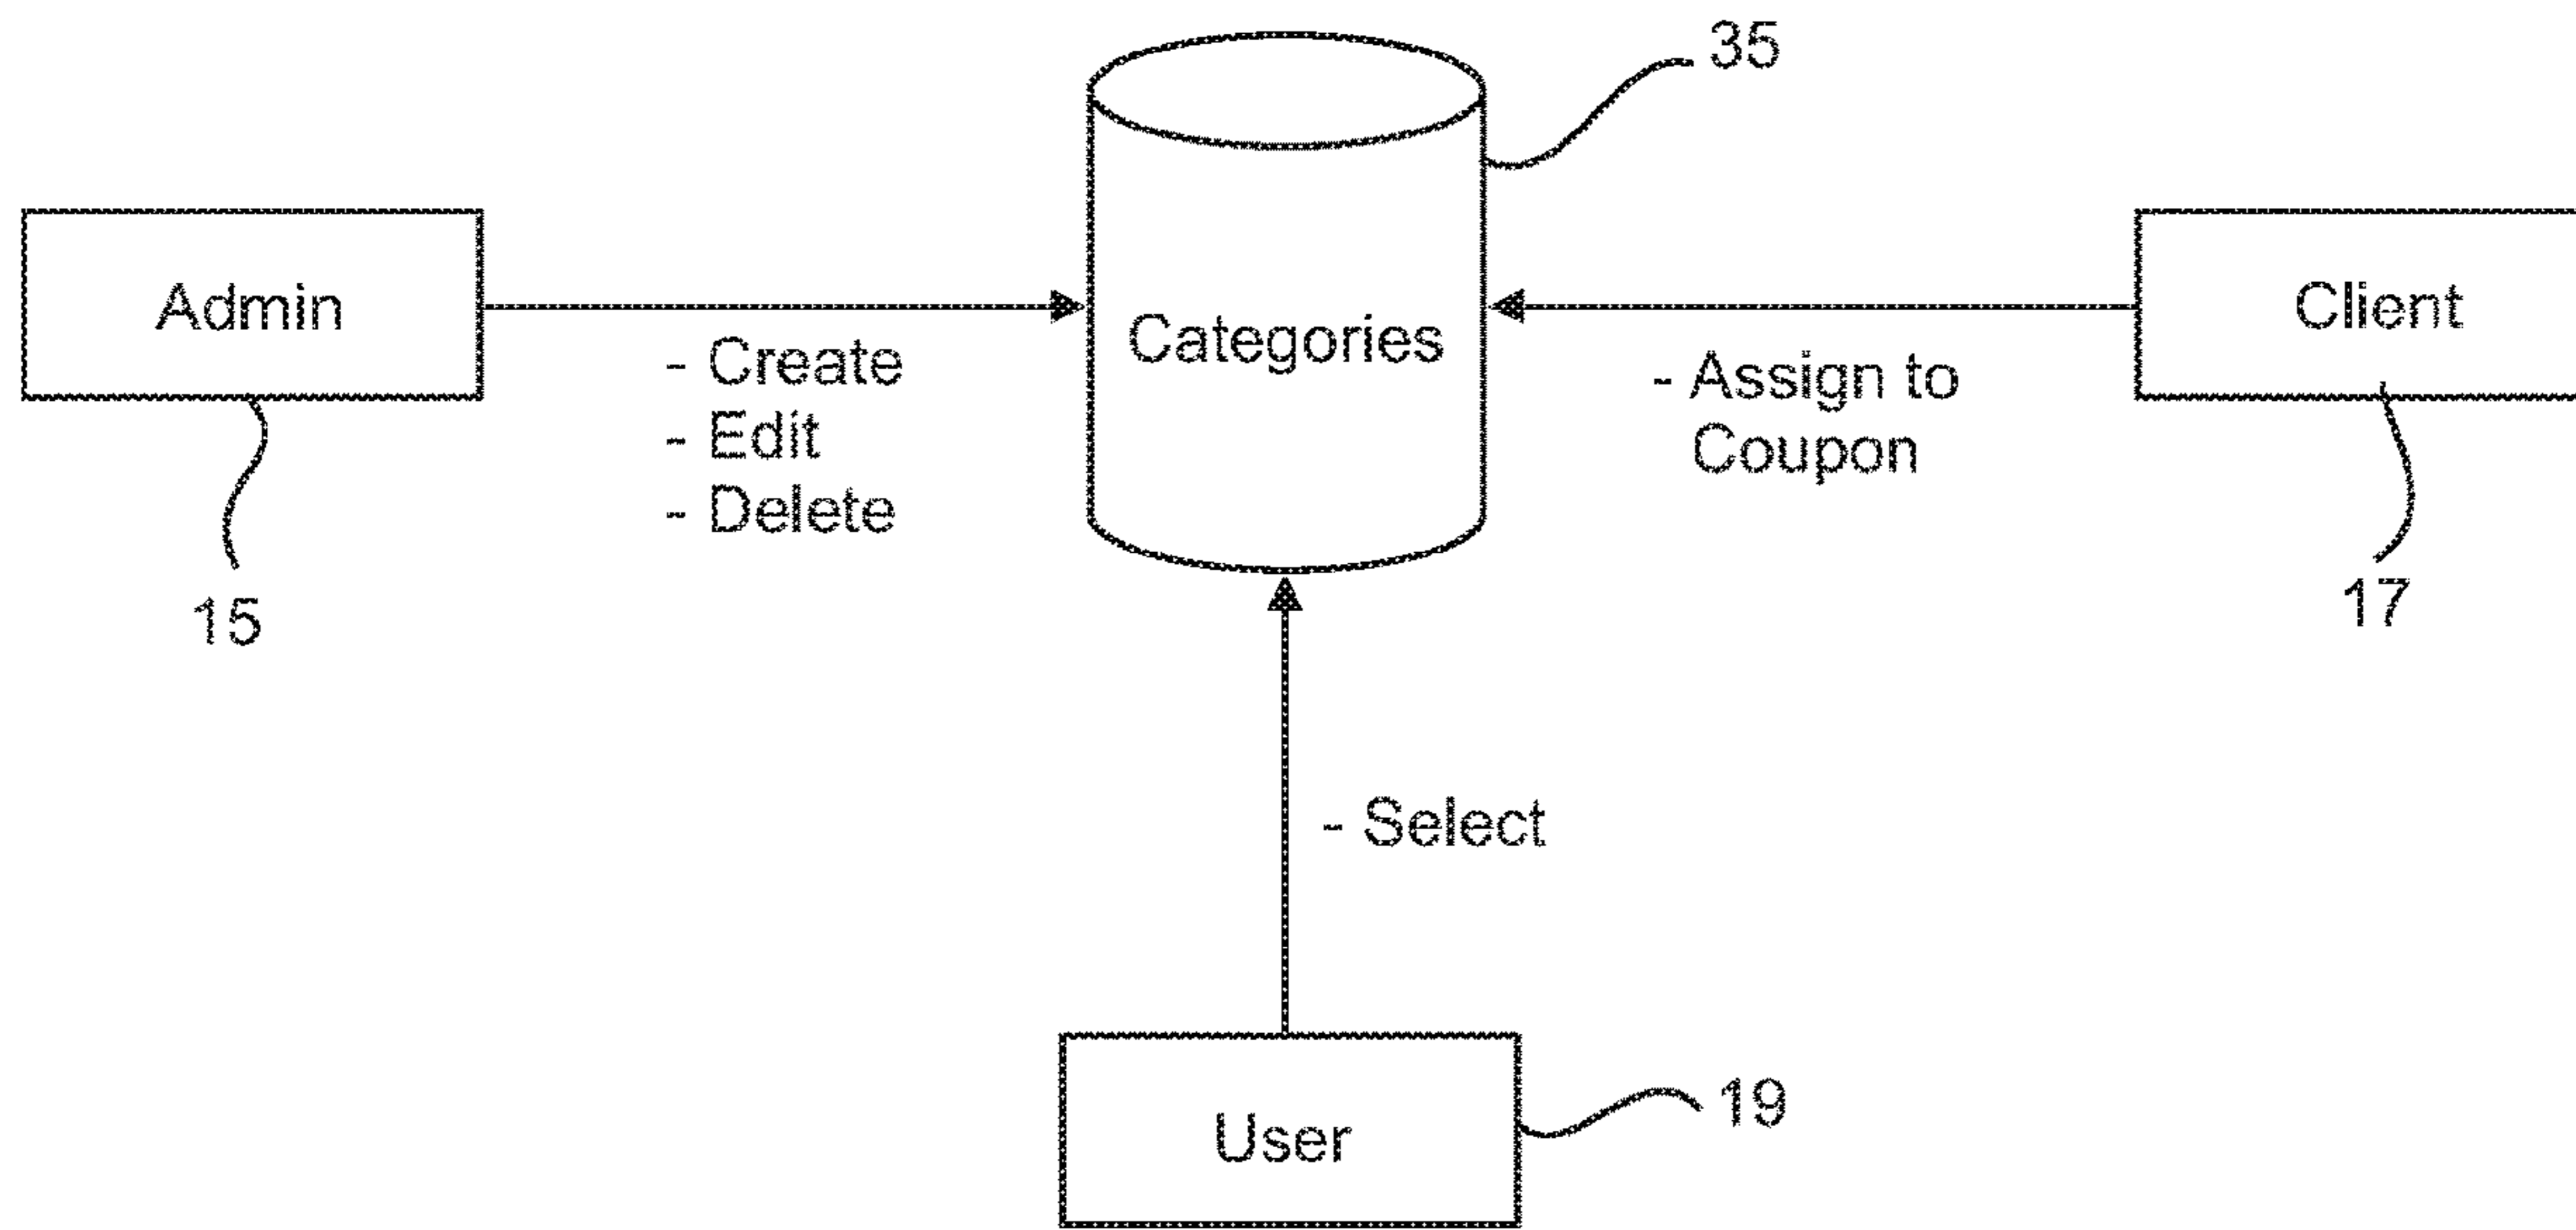 35
Admin
Categories
Client
- Create
- Edit
- Delete
- Assign to
Coupon
15
17
- Select
User
19